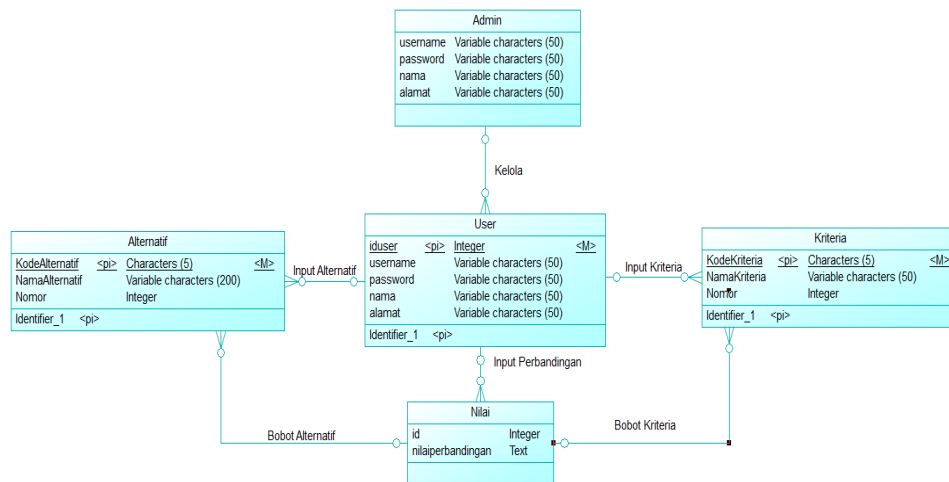 Admin
username Variable characters (50)
password Variable characters (50)
nama Variable characters (50)
alamat Variable characters (50)
Kelola
User
iduser <pi> Integer <M>
username Variable characters (50)
password Variable characters (50)
nama Variable characters (50)
alamat Variable characters (50)
Identifier_1 <pi>
Alternatif
KodeAlternatif <pi> Characters (5) <M>
NamaAlternatif Variable characters (200)
Nomor Integer
Identifier_1 <pi>
Input Alternatif
Input Kriteria
Kriteria
KodeKriteria <pi> Characters (5) <M>
NamaKriteria Variable characters (50)
Nomor Integer
Identifier_1 <pi>
Input Perbandingan
Nilai
id Integer
nilaiperbandingan Text
Bobot Alternatif
Bobot Kriteria